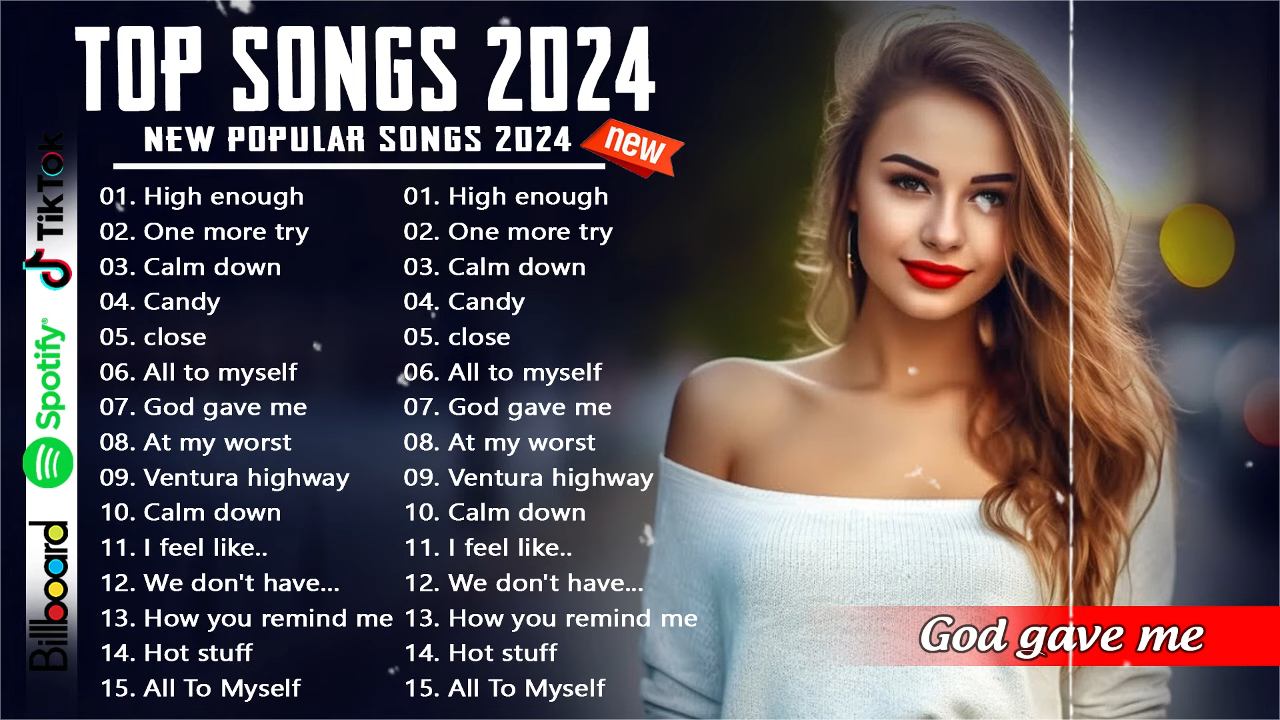 TOP SONGS 2024
NEW POPULAR SONGS 2024
new
TikTok
Spotify®
Billboard
01. High enough
02. One more try
03. Calm down
04. Candy
05. close
06. All to myself
07. God gave me
08. At my worst
09. Ventura highway
10. Calm down
11. I feel like..
12. We don't have...
13. How you remind me
14. Hot stuff
15. All To Myself
01. High enough
02. One more try
03. Calm down
04. Candy
05. close
06. All to myself
07. God gave me
08. At my worst
09. Ventura highway
10. Calm down
11. I feel like..
12. We don't have...
13. How you remind me
14. Hot stuff
15. All To Myself
God gave me